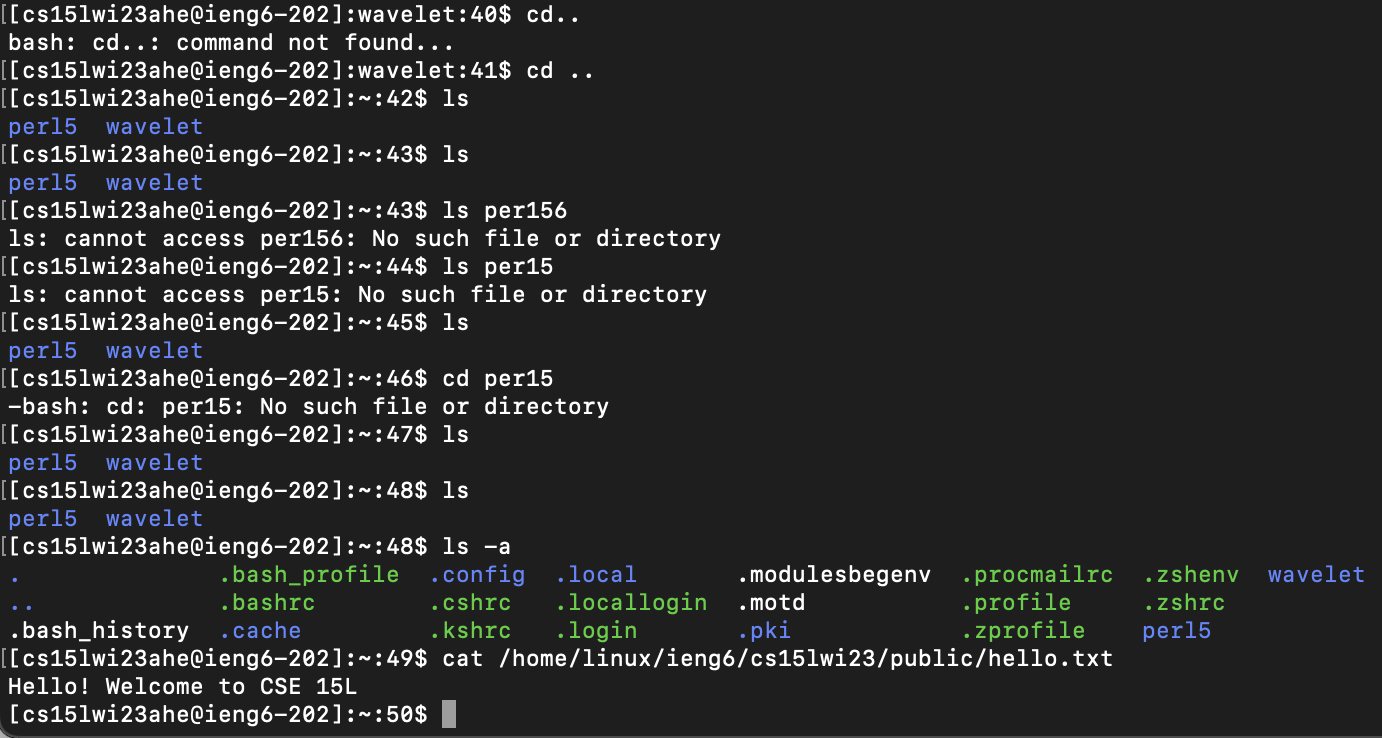 [[cs15lwi23ahe@ieng6-202]:wavelet:40$ cd..
bash: cd..: command not found...
[[cs15lwi23ahe@ieng6-202]:wavelet:41$ cd ..
[[cs15lwi23ahe@ieng6-202]:~:42$ ls
perl5  wavelet
[[cs15lwi23ahe@ieng6-202]:~:43$ ls
perl5  wavelet
[[cs15lwi23ahe@ieng6-202]:~:43$ ls per156
ls: cannot access per156: No such file or directory
[[cs15lwi23ahe@ieng6-202]:~:44$ ls per15
ls: cannot access per15: No such file or directory
[[cs15lwi23ahe@ieng6-202]:~:45$ ls
perl5  wavelet
[[cs15lwi23ahe@ieng6-202]:~:46$ cd per15
-bash: cd: per15: No such file or directory
[[cs15lwi23ahe@ieng6-202]:~:47$ ls
perl5  wavelet
[[cs15lwi23ahe@ieng6-202]:~:48$ ls
perl5  wavelet
[[cs15lwi23ahe@ieng6-202]:~:48$ ls -a
.              .bash_profile  .config  .local       .modulesbegenv  .procmailrc  .zshenv  wavelet
..             .bashrc        .cshrc   .locallogin  .motd           .profile     .zshrc
.bash_history  .cache         .kshrc   .login       .pki            .zprofile    perl5
[[cs15lwi23ahe@ieng6-202]:~:49$ cat /home/linux/ieng6/cs15lwi23/public/hello.txt
Hello! Welcome to CSE 15L
[cs15lwi23ahe@ieng6-202]:~:50$